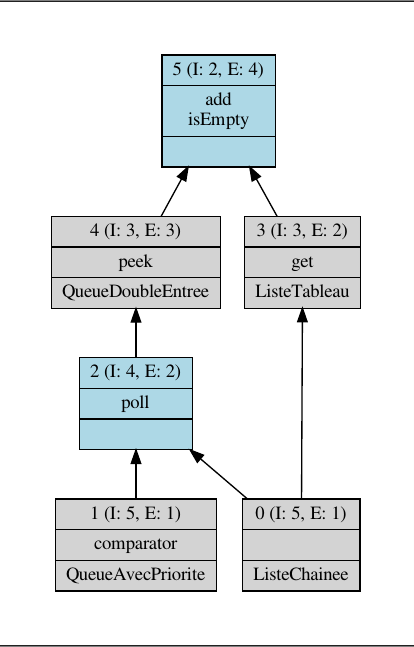 5 (I: 2, E: 4)
add
isEmpty
4 (I: 3, E: 3)
peek
QueueDoubleEntree
3 (I: 3, E: 2)
get
ListeTableau
2 (I: 4, E: 2)
poll
1 (I: 5, E: 1)
comparator
QueueAvecPriorite
0 (I: 5, E: 1)
ListeChainee